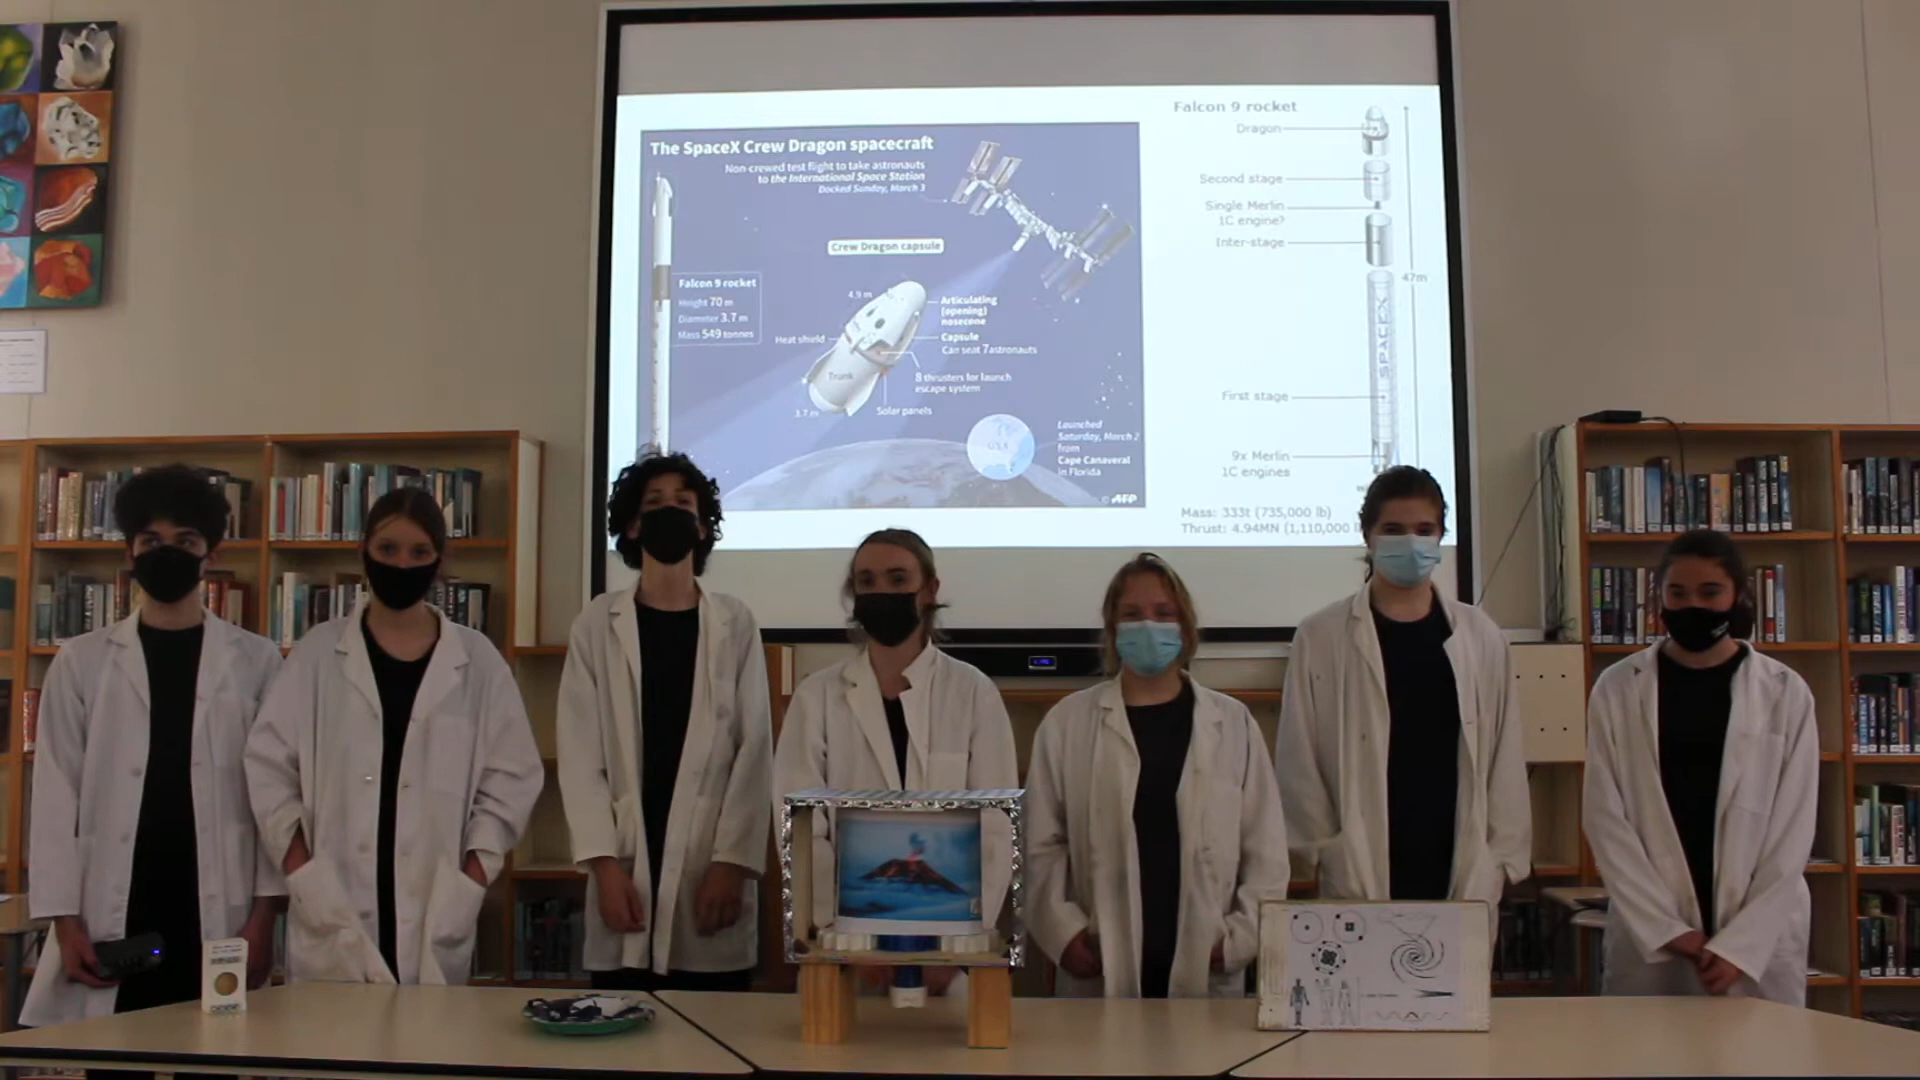 The SpaceX Crew Dragon spacecraft
Non-crewed test flight to take astronauts
to the International Space Station
Docked Sunday, March 3
Crew Dragon capsule
Falcon 9 rocket
Height 70 m
Diameter 3.7 m
Mass 549 tonnes
4.9 m
Articulating
(opening)
nosecone
Heat shield
Capsule
Can seat 7 astronauts
Trunk
8 thrusters for launch
escape system
3.7 m
Solar panels
USA
Launched
Saturday, March 2
from
Cape Canaveral
in Florida
© AFP
Falcon 9 rocket
Dragon
Second stage
Single Merlin
1C engine?
Inter-stage
47m
SPACEX
First stage
9x Merlin
1C engines
Mass: 333t (735,000 lb)
Thrust: 4.94MN (1,110,000